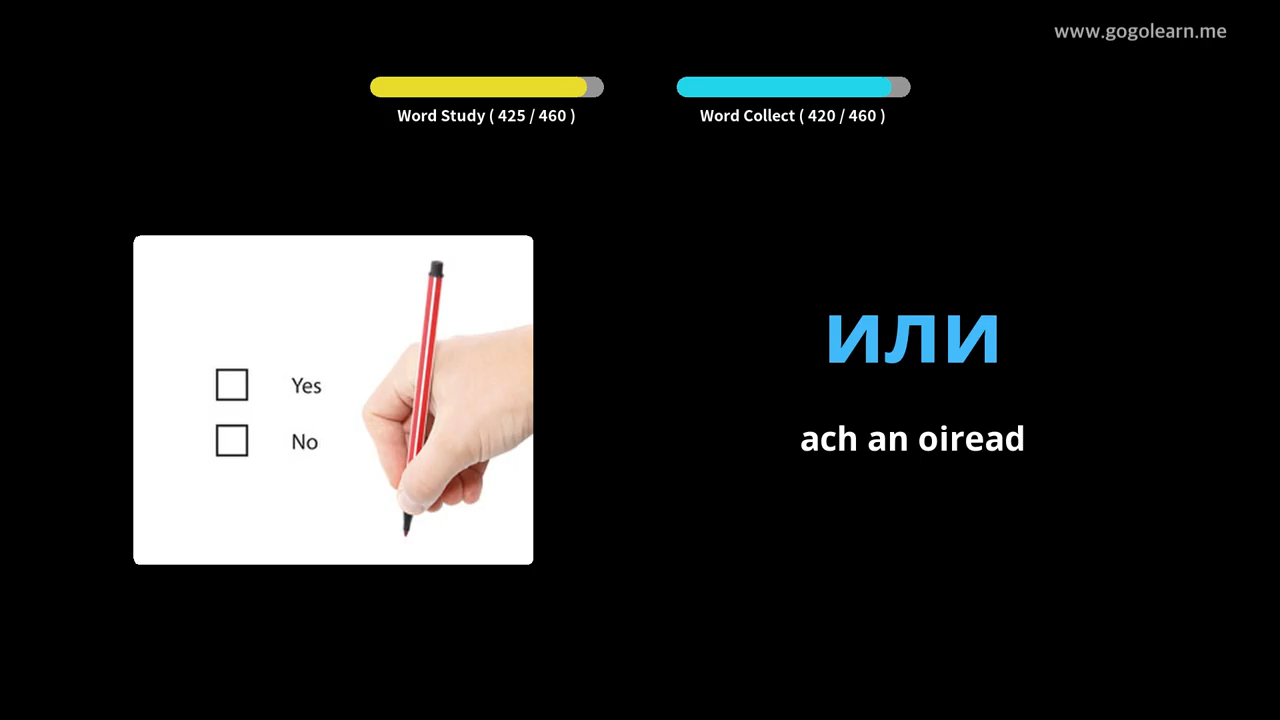 www.gogolearn.me
Word Study ( 425 / 460 )
Word Collect ( 420 / 460 )
Yes
No
или
ach an oiread